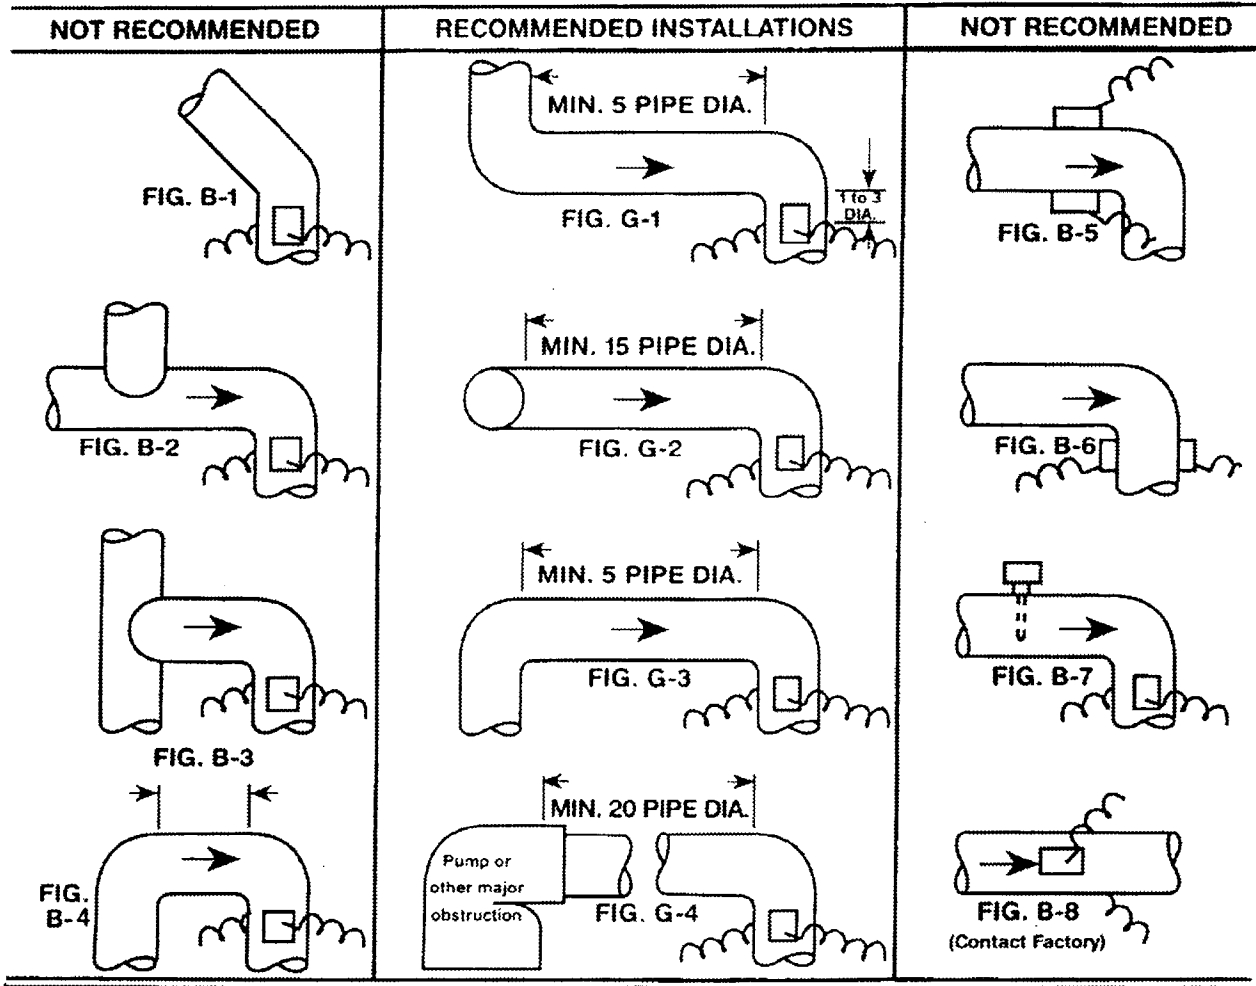 NOT RECOMMENDED
FIG. B-1
FIG. B-2
FIG. B-3
FIG.
B-4
RECOMMENDED INSTALLATIONS
MIN. 5 PIPE DIA.
1 to 3
DIA.
FIG. G-1
MIN. 15 PIPE DIA.
FIG. G-2
MIN. 5 PIPE DIA.
FIG. G-3
MIN. 20 PIPE DIA.
Pump or
other major
obstruction
FIG. G-4
NOT RECOMMENDED
FIG. B-5
FIG. B-6
FIG. B-7
FIG. B-8
(Contact Factory)